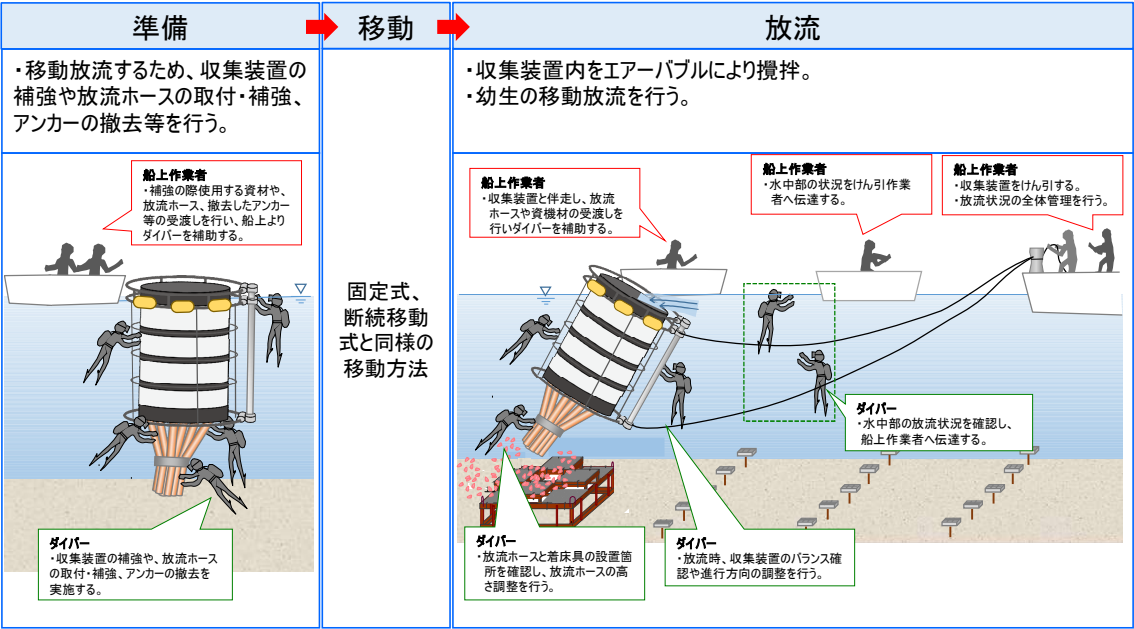 準備
移動
放流
・移動放流するため、収集装置の
補強や放流ホースの取付・補強、
アンカーの撤去等を行う。
船上作業者
・補強の際使用する資材や、
放流ホース、撤去したアンカー
等の受渡しを行い、船上より
ダイバーを補助する。
ダイバー
・収集装置の補強や、放流ホース
の取付・補強、アンカーの撤去を
実施する。
固定式、
断続移動
式と同様の
移動方法
・収集装置内をエアーバブルにより攪拌。
・幼生の移動放流を行う。
船上作業者
・収集装置と伴走し、放流
ホースや資機材の受渡しを
行いダイバーを補助する。
船上作業者
・水中部の状況をけん引作業
者へ伝達する。
船上作業者
・収集装置をけん引する。
・放流状況の全体管理を行う。
ダイバー
・水中部の放流状況を確認し、
船上作業者へ伝達する。
ダイバー
・放流ホースと着床具の設置箇
所を確認し、放流ホースの高
さ調整を行う。
ダイバー
・放流時、収集装置のバランス確
認や進行方向の調整を行う。